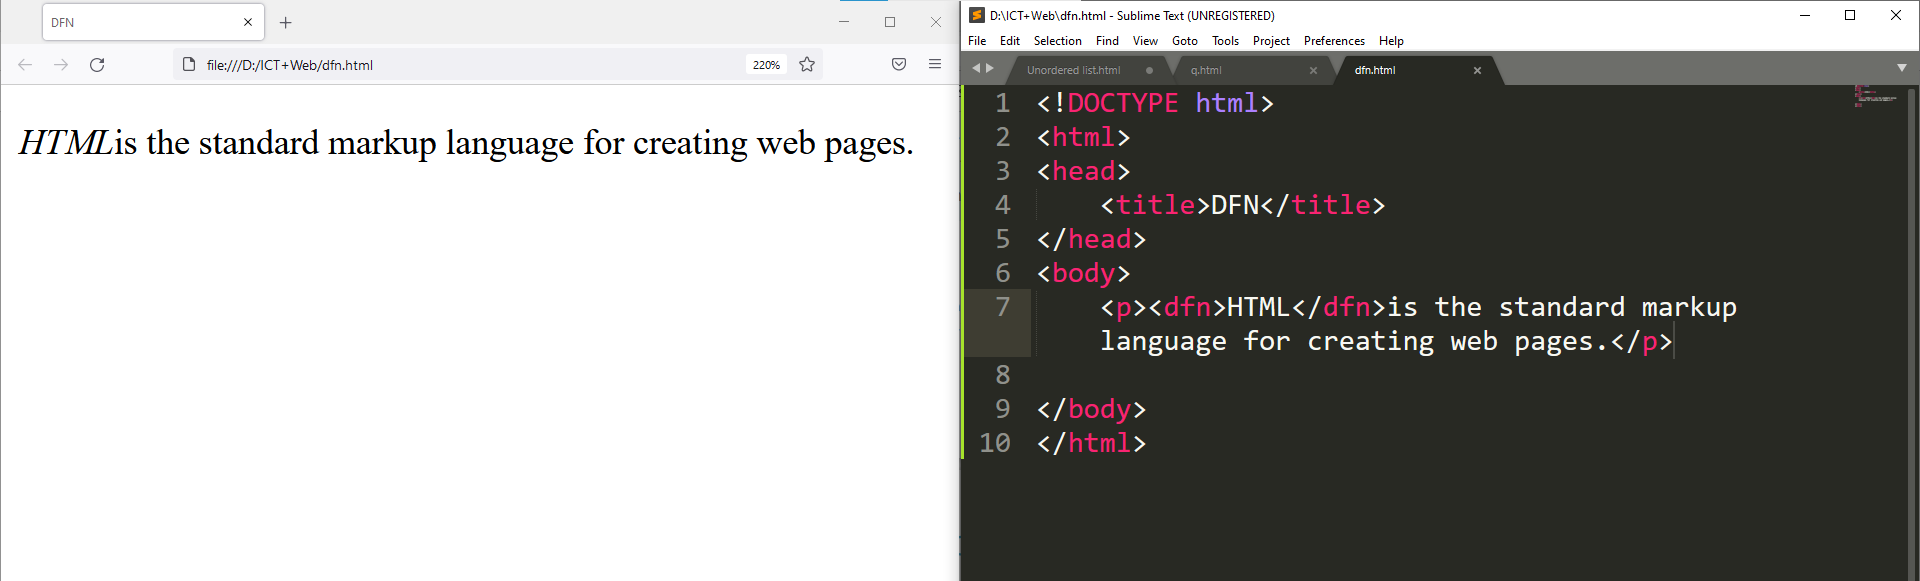 DFN
file:///D:/ICT+Web/dfn.html
220%
HTMLis the standard markup language for creating web pages.
D:\ICT+Web\dfn.html - Sublime Text (UNREGISTERED)
File Edit Selection Find View Goto Tools Project Preferences Help
Unordered list.html q.html dfn.html
1 <!DOCTYPE html>
2 <html>
3 <head>
4 <title>DFN</title>
5 </head>
6 <body>
7 <p><dfn>HTML</dfn>is the standard markup
language for creating web pages.</p>
8
9 </body>
10 </html>